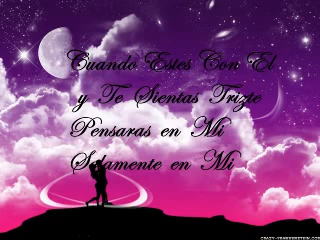 Cuando Estes Con El
y Te Sientas Trizte
Pensaras en Mi
Solamente en Mi